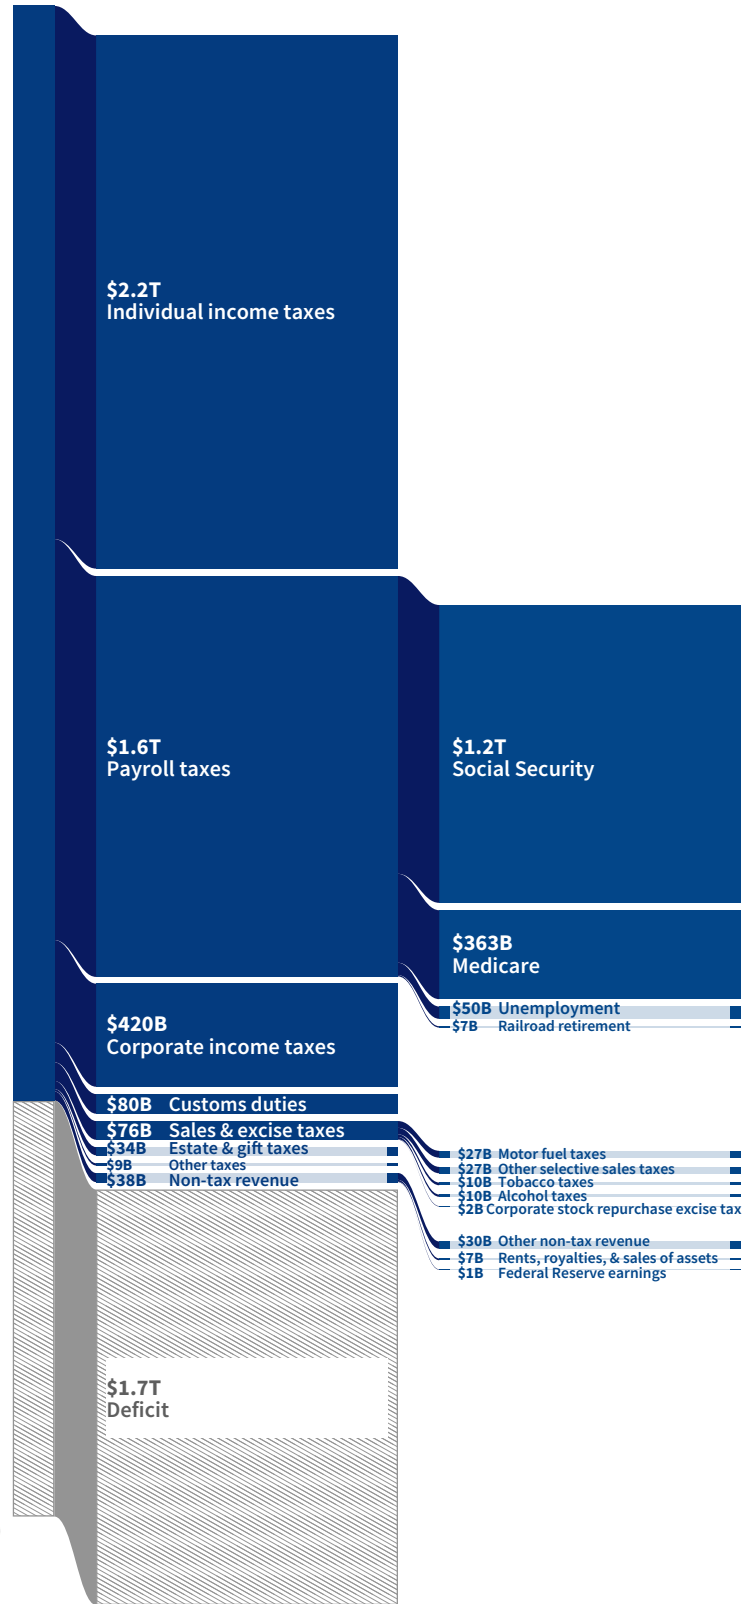 $2.2T
Individual income taxes
$1.6T
Payroll taxes
$1.2T
Social Security
$363B
Medicare
$50B Unemployment
$7B Railroad retirement
$420B
Corporate income taxes
$80B Customs duties
$76B Sales & excise taxes
$34B Estate & gift taxes
$9B Other taxes
$38B Non-tax revenue
$27B Motor fuel taxes
$27B Other selective sales taxes
$10B Tobacco taxes
$10B Alcohol taxes
$2B Corporate stock repurchase excise tax
$30B Other non-tax revenue
$7B Rents, royalties, & sales of assets
$1B Federal Reserve earnings
$1.7T
Deficit